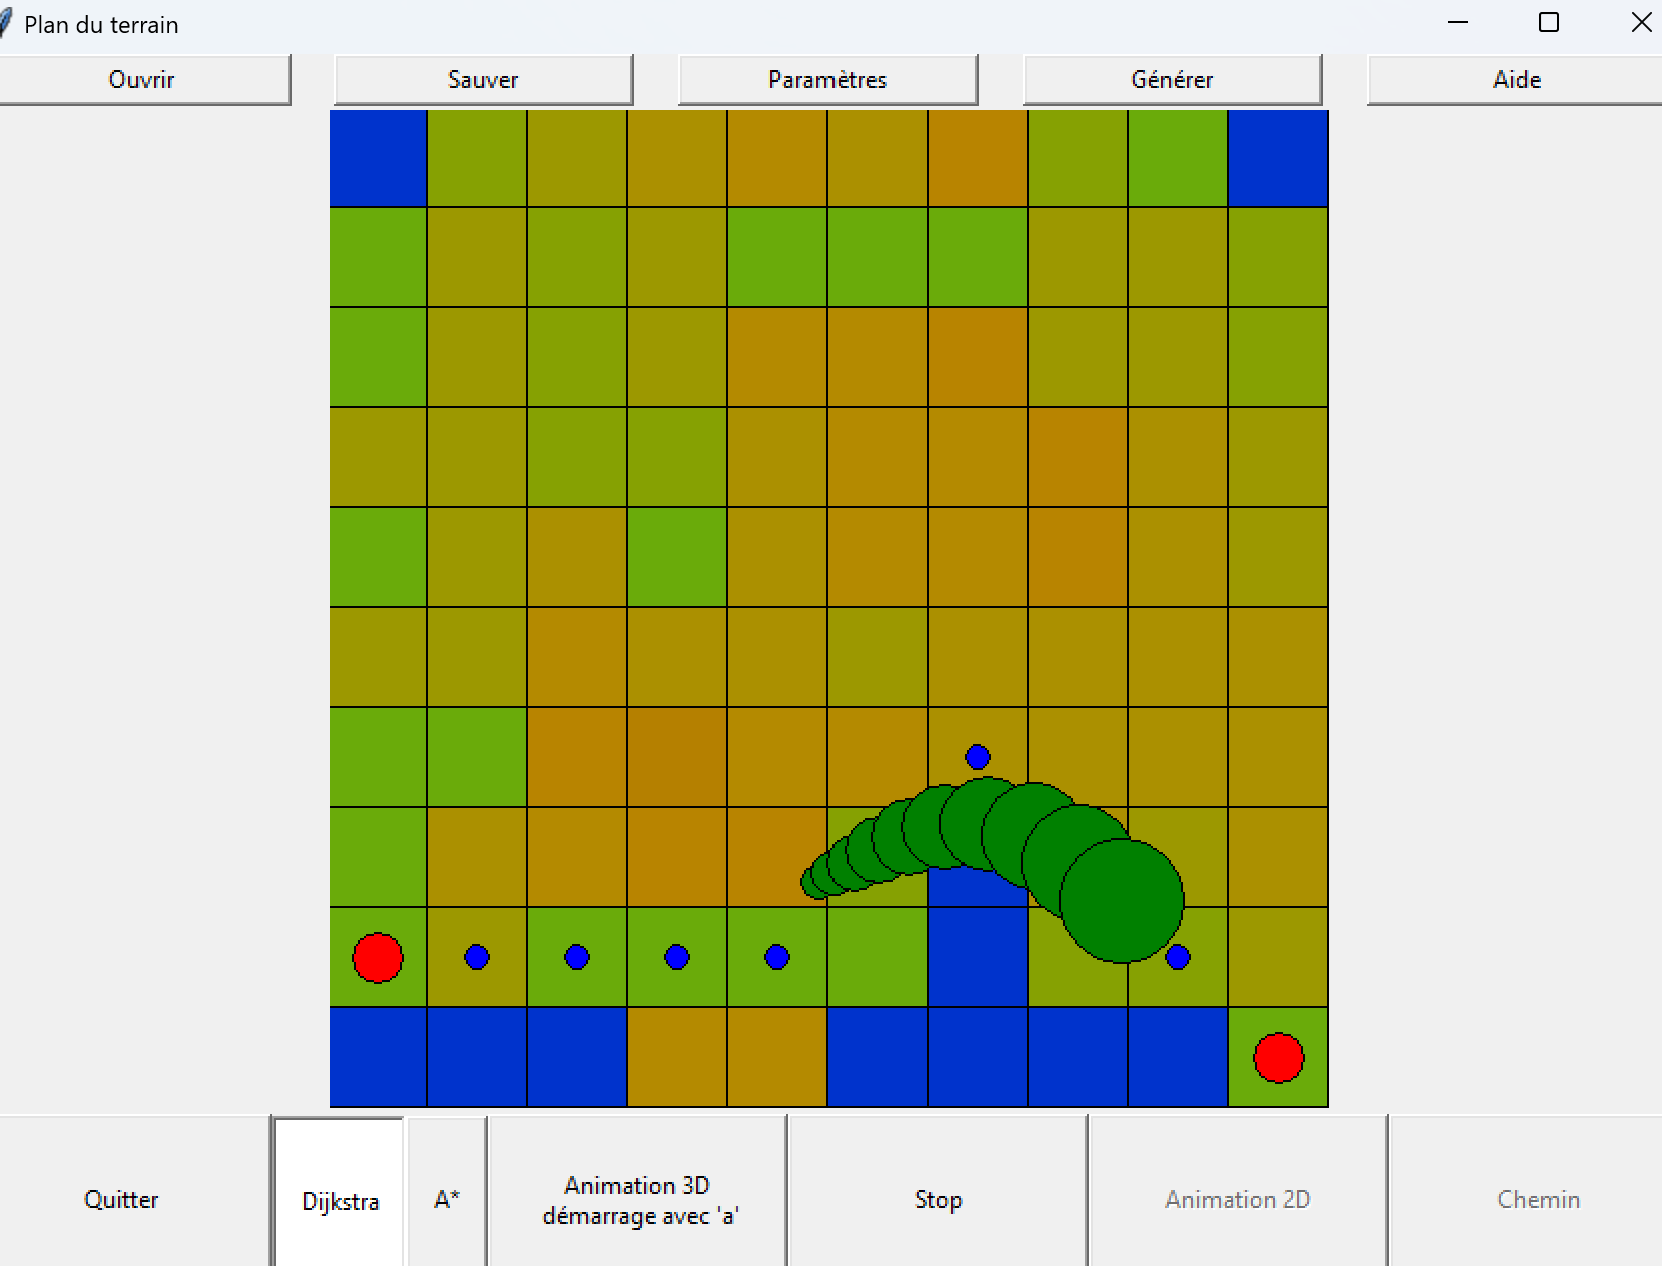 Plan du terrain
Ouvrir
Sauver
Paramètres
Générer
Aide
Quitter
Dijkstra
A*
Animation 3D
démarrage avec 'a'
Stop
Animation 2D
Chemin